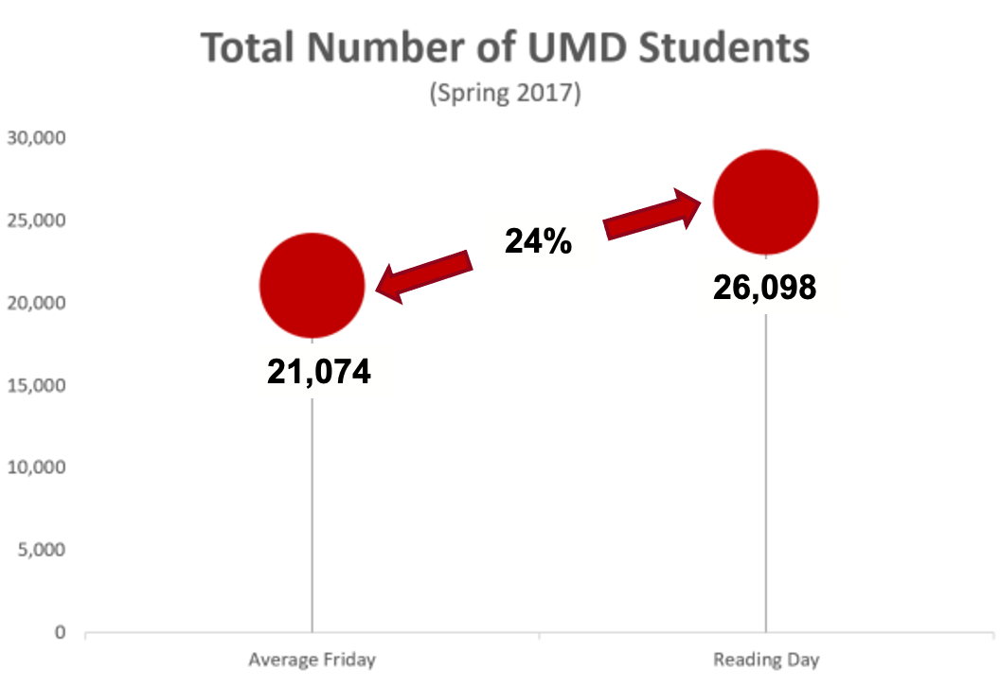 Total Number of UMD Students
(Spring 2017)
30,000
25,000
20,000
15,000
10,000
5,000
0
24%
21,074
26,098
Average Friday
Reading Day